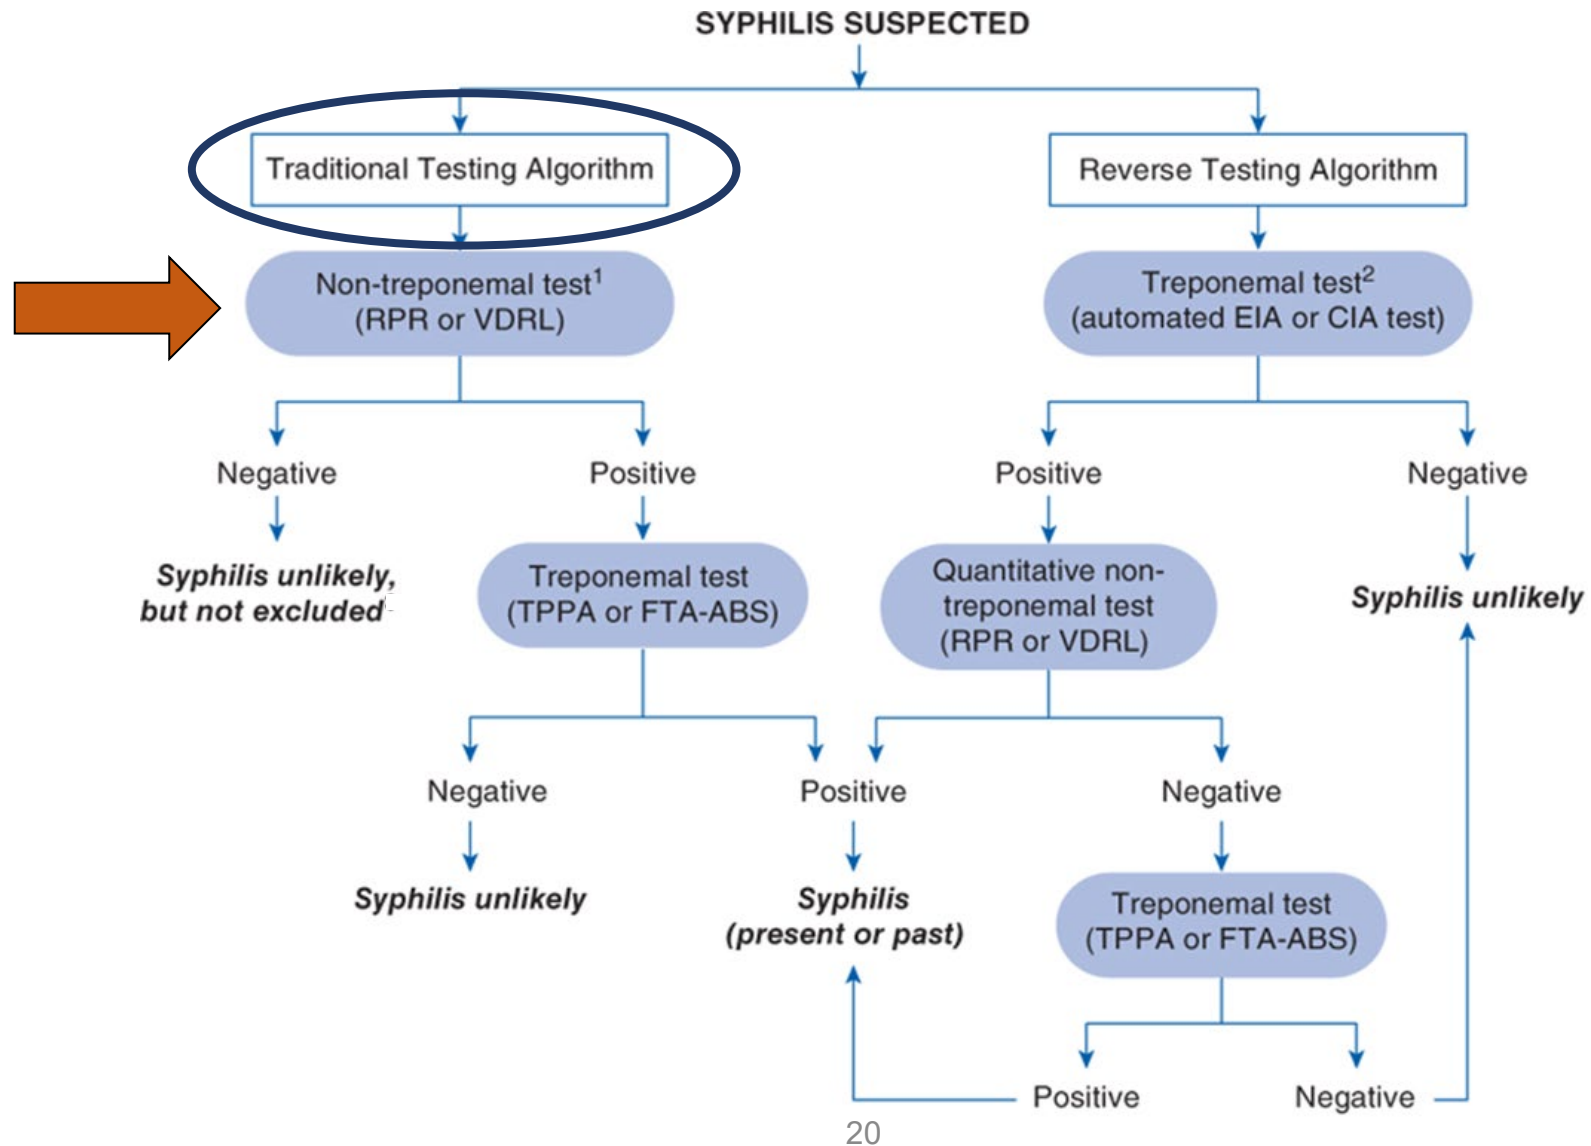 SYPHILIS SUSPECTED
Traditional Testing Algorithm
Reverse Testing Algorithm
Non-treponemal test¹
(RPR or VDRL)
Treponemal test²
(automated EIA or CIA test)
Negative
Positive
Positive
Negative
Syphilis unlikely,
but not excluded
Treponemal test
(TPPA or FTA-ABS)
Quantitative non-
treponemal test
(RPR or VDRL)
Syphilis unlikely
Negative
Positive
Negative
Syphilis unlikely
Syphilis
(present or past)
Treponemal test
(TPPA or FTA-ABS)
Positive
Negative
20